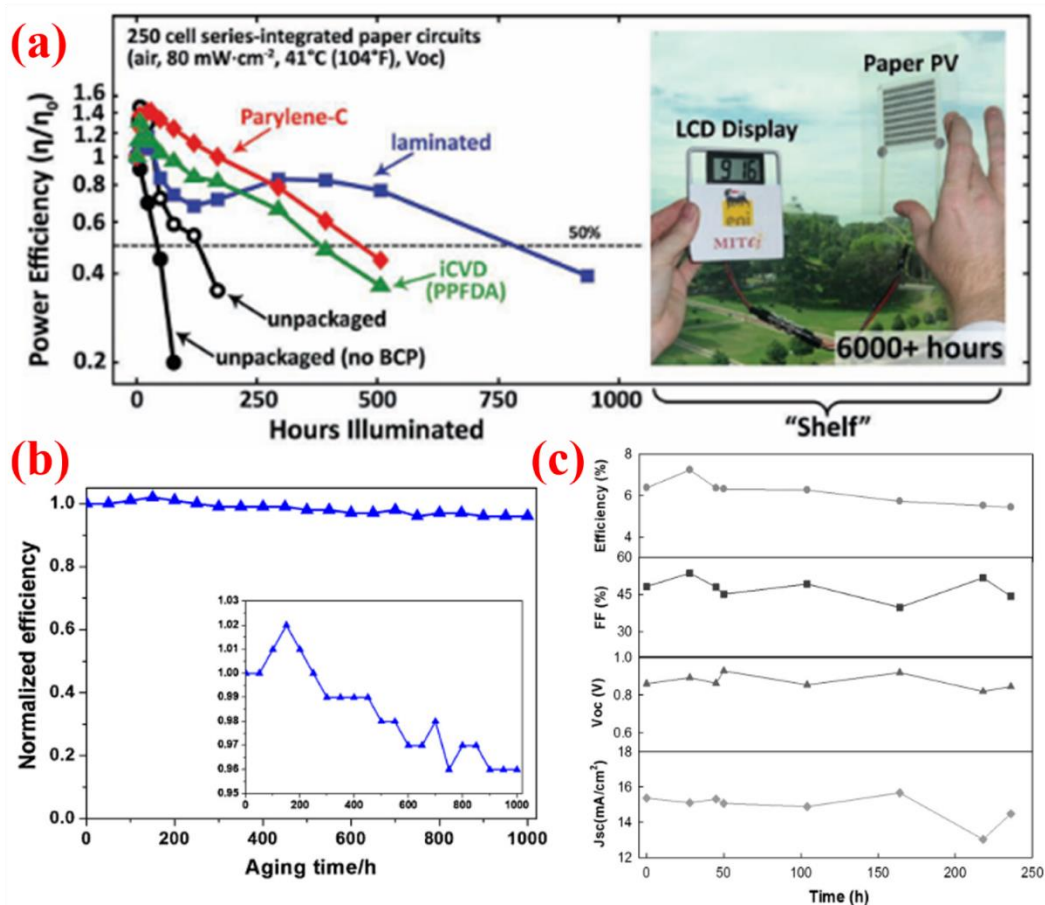 (a)
250 cell series-integrated paper circuits
(air, 80 mW·cm⁻², 41°C (104°F), Voc)
Power Efficiency (η/η₀)
1.6
1.4
1.2
1
0.8
0.6
0.4
0.2
Parylene-C
laminated
50%
iCVD
(PPFDA)
unpackaged
unpackaged (no BCP)
0
250
500
750
1000
Hours Illuminated
Paper PV
LCD Display
9 16
eni
MITei
6000+ hours
“Shelf”
(b)
Normalized efficiency
1.0
0.8
0.6
0.4
0.2
0.0
0
200
400
600
800
1000
Aging time/h
1.03
1.02
1.01
1.00
0.99
0.98
0.97
0.96
0.95
0
200
400
600
800
1000
(c)
Efficiency (%)
8
6
4
FF (%)
60
45
30
Voc (V)
1.0
0.8
0.6
Jsc(mA/cm²)
18
16
14
12
0
50
100
150
200
250
Time (h)